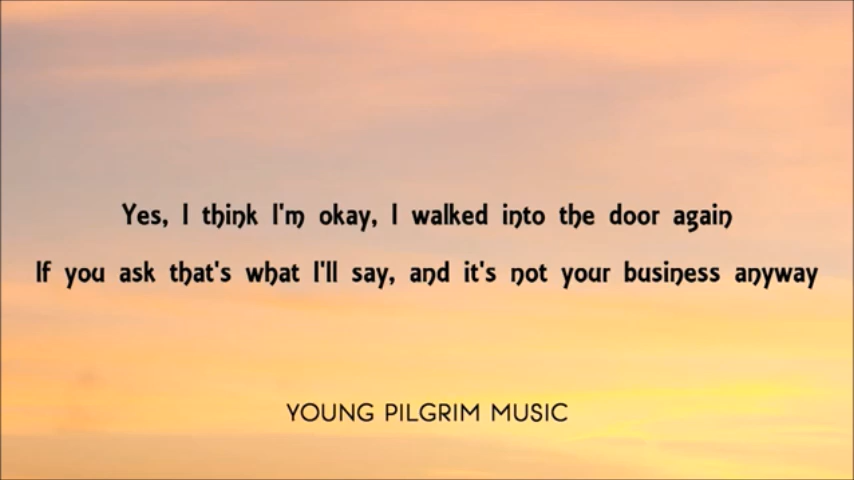 Yes, I think I'm okay, I walked into the door again
If you ask that's what I'll say, and it's not your business anyway
YOUNG PILGRIM MUSIC